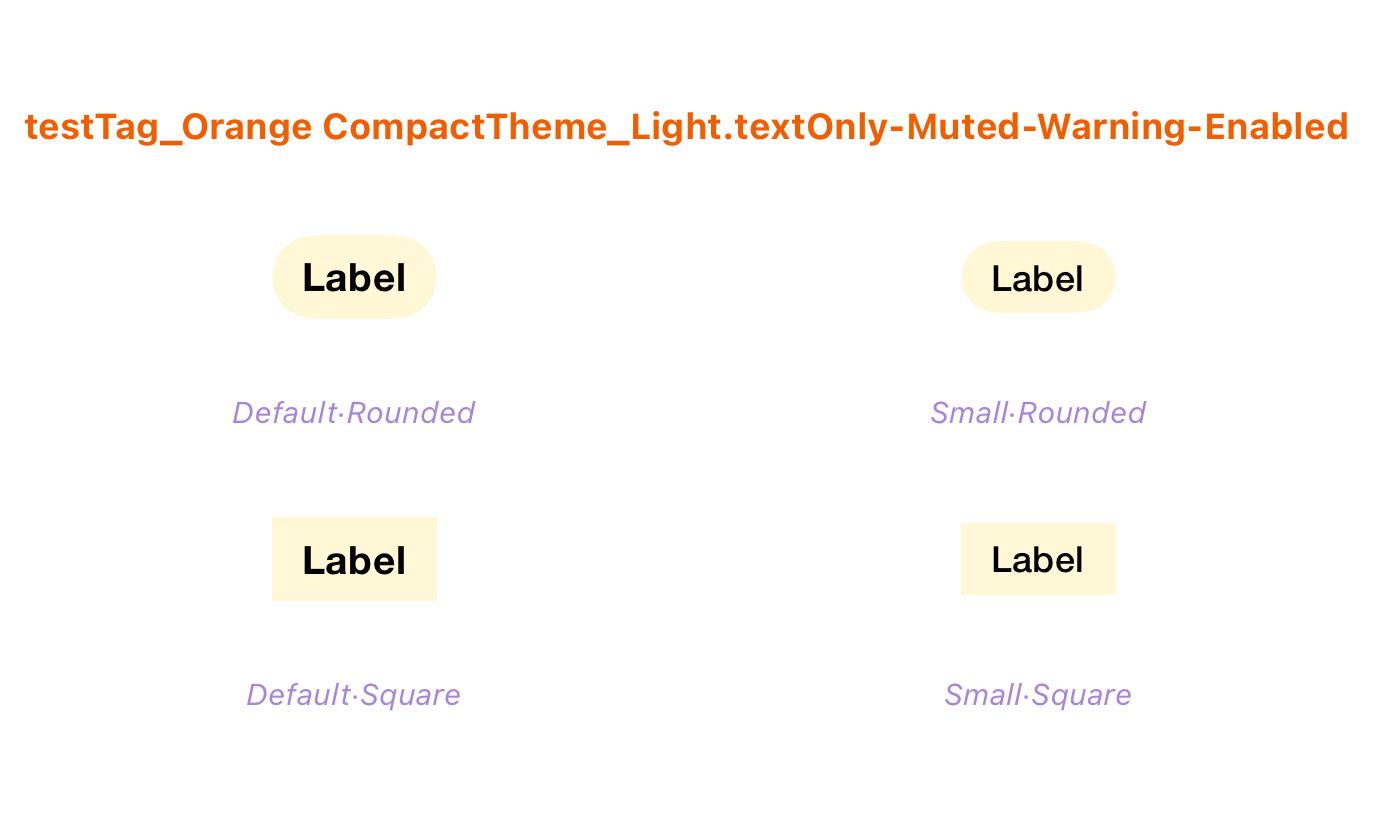 testTag_Orange CompactTheme_Light.textOnly-Muted-Warning-Enabled
Label
Label
Default·Rounded
Small·Rounded
Label
Label
Default·Square
Small·Square